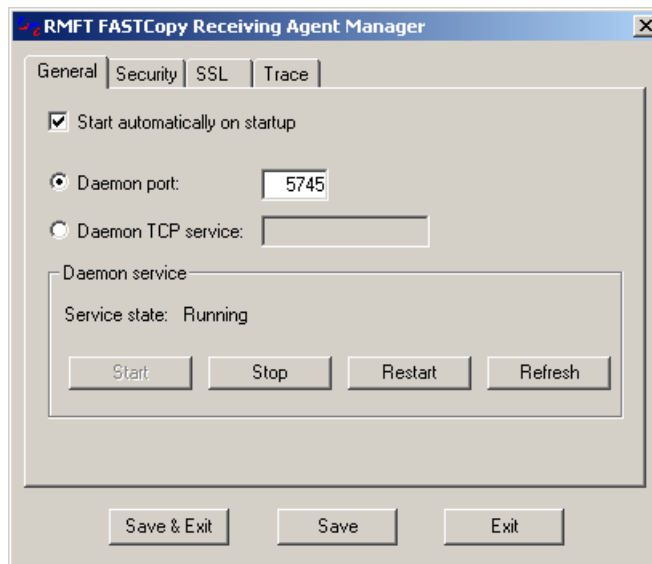 RMFT FASTCopy Receiving Agent Manager
General Security SSL Trace
Start automatically on startup
Daemon port: 5745
Daemon TCP service:
Daemon service
Service state: Running
Start Stop Restart Refresh
Save & Exit Save Exit